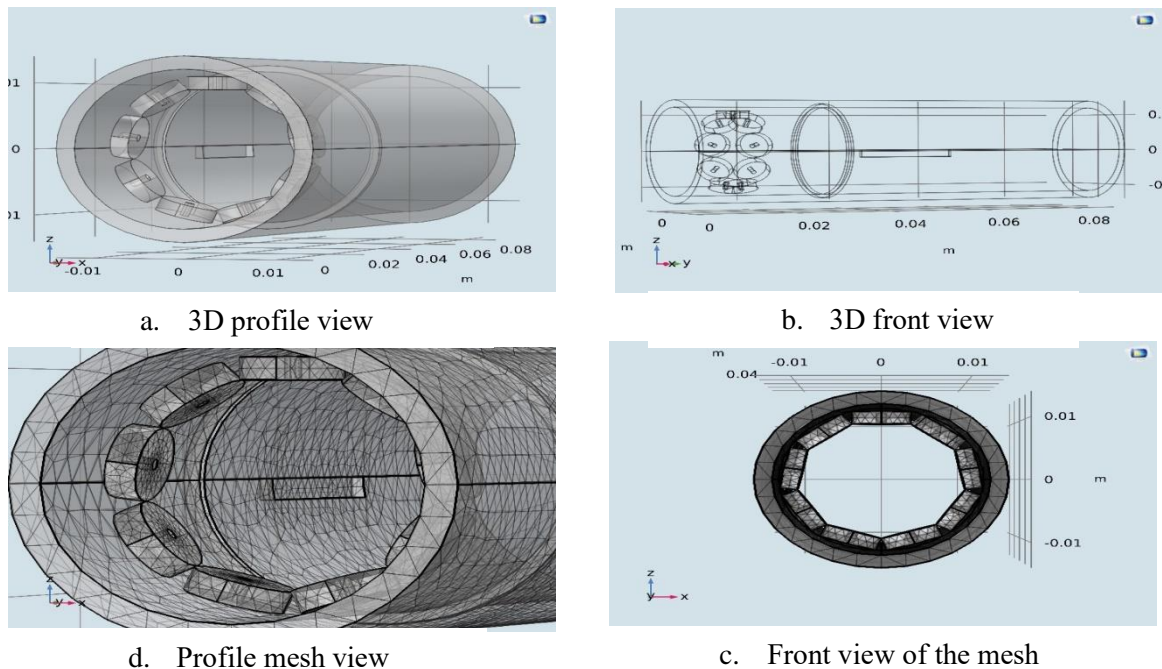 01
0
01
z
y x
-0.01 0 0.01 0 0.02 0.04 0.06 0.08
m
a. 3D profile view
0.
0
-0.
0 0 0.02 0.04 0.06 0.08
m m
z
x y
b. 3D front view
z
y x
d. Profile mesh view
m -0.01 0 0.01
0.04
0.01
0 m
-0.01
z
y x
c. Front view of the mesh